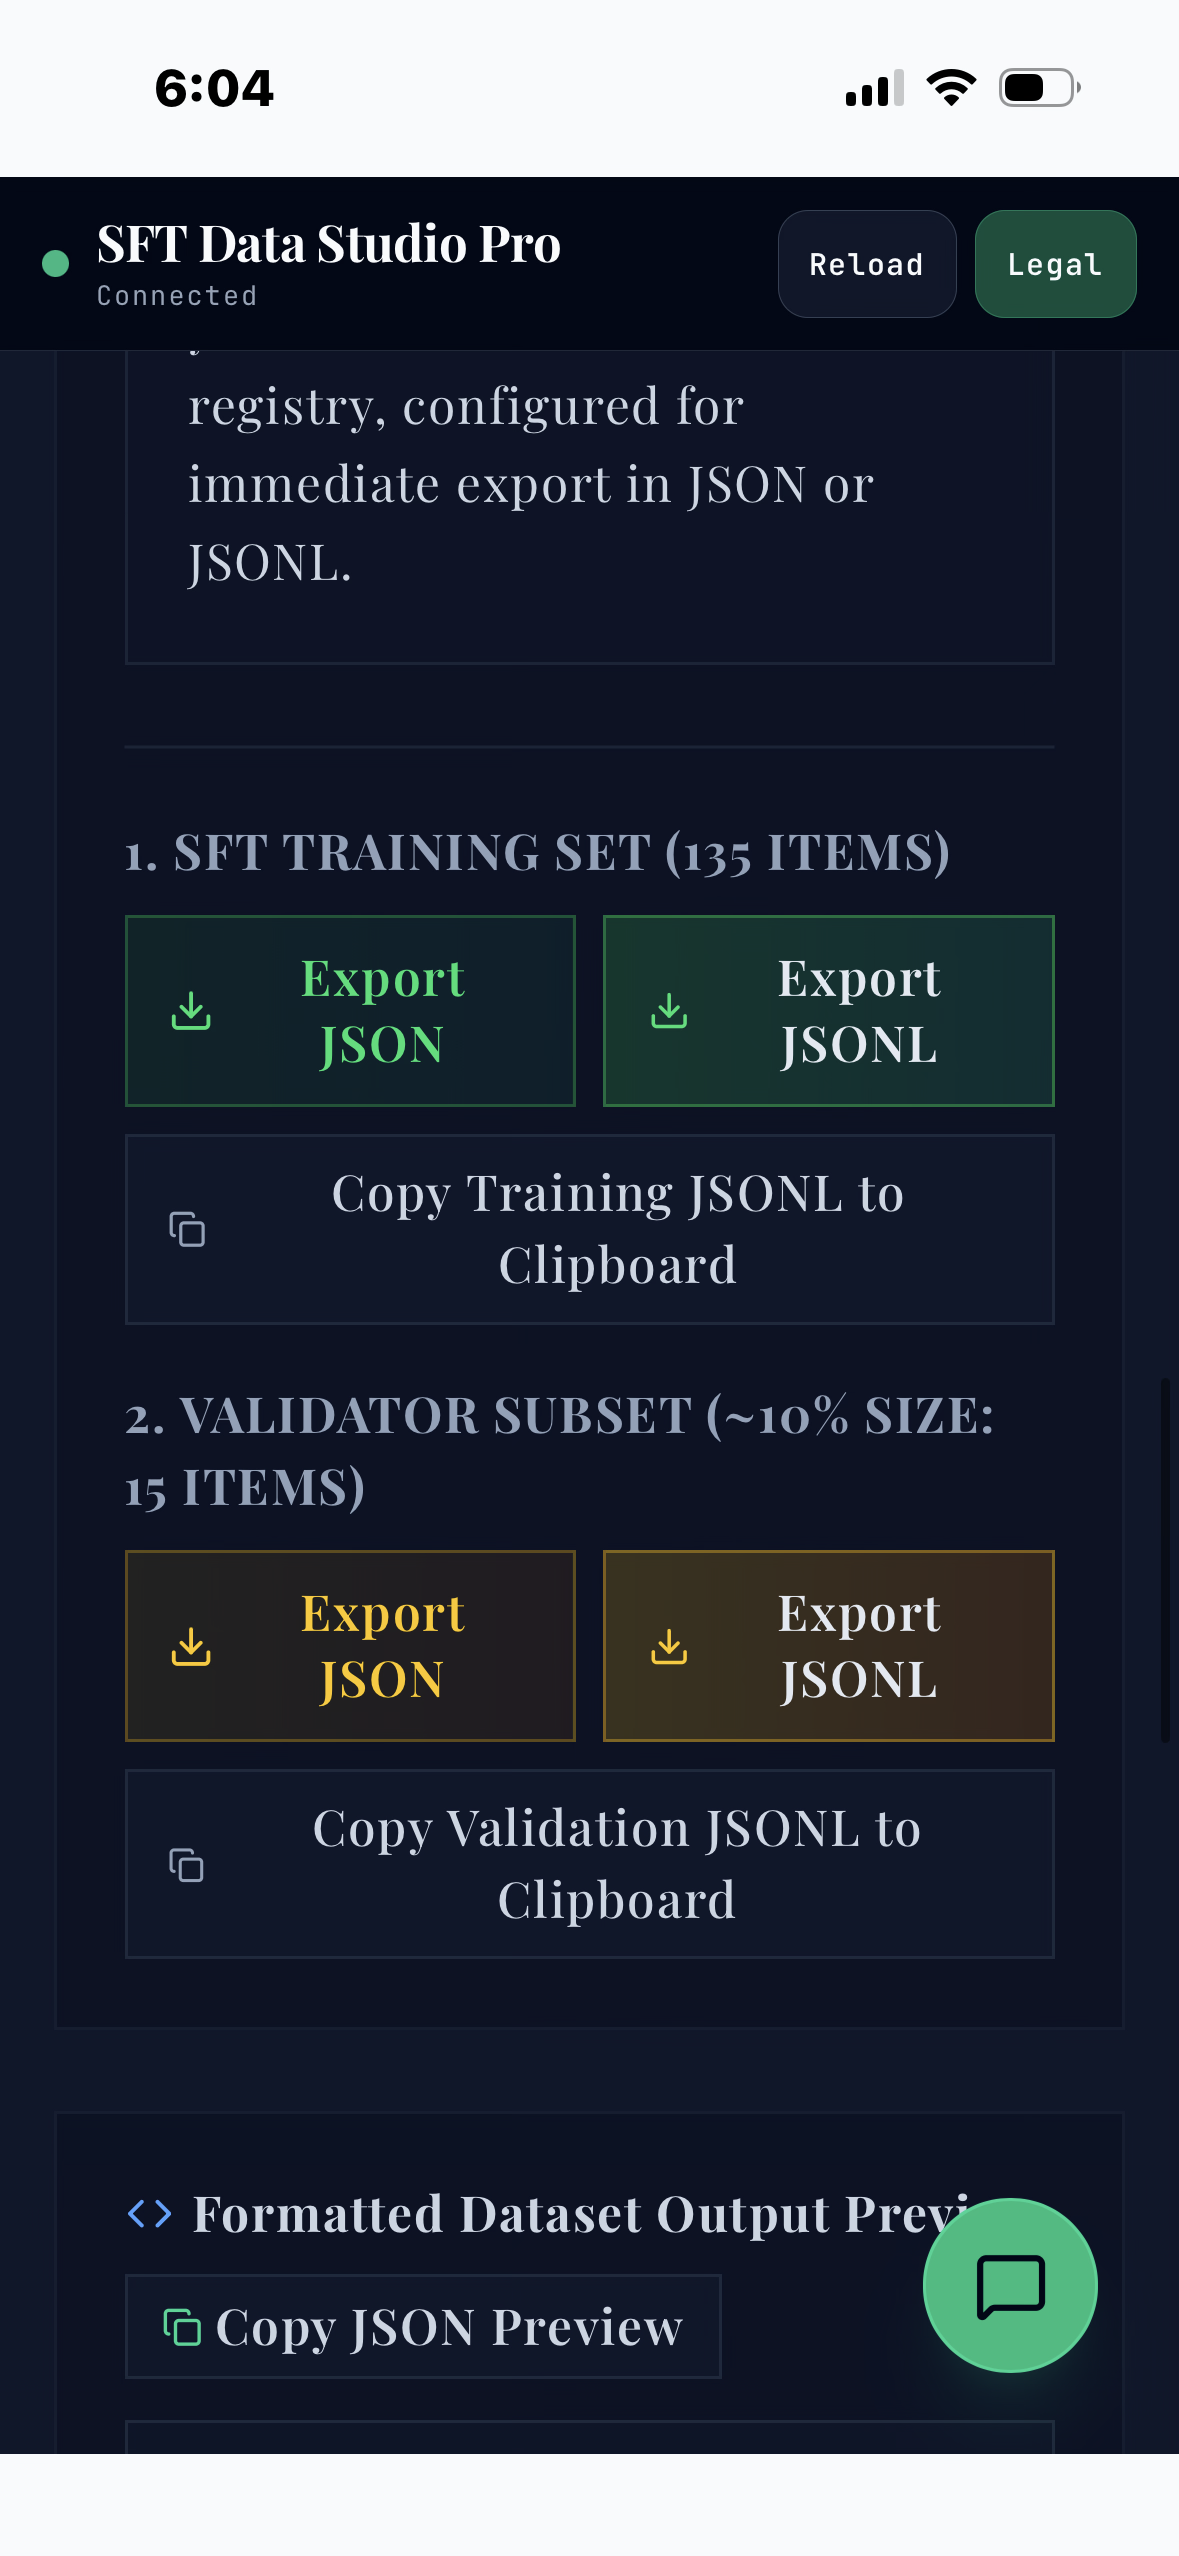 6:04
SFT Data Studio Pro
Connected
Reload
Legal
registry, configured for
immediate export in JSON or
JSONL.
1. SFT TRAINING SET (135 ITEMS)
Export
JSON
Export
JSONL
Copy Training JSONL to
Clipboard
2. VALIDATOR SUBSET (~10% SIZE:
15 ITEMS)
Export
JSON
Export
JSONL
Copy Validation JSONL to
Clipboard
Formatted Dataset Output
Copy JSON Preview